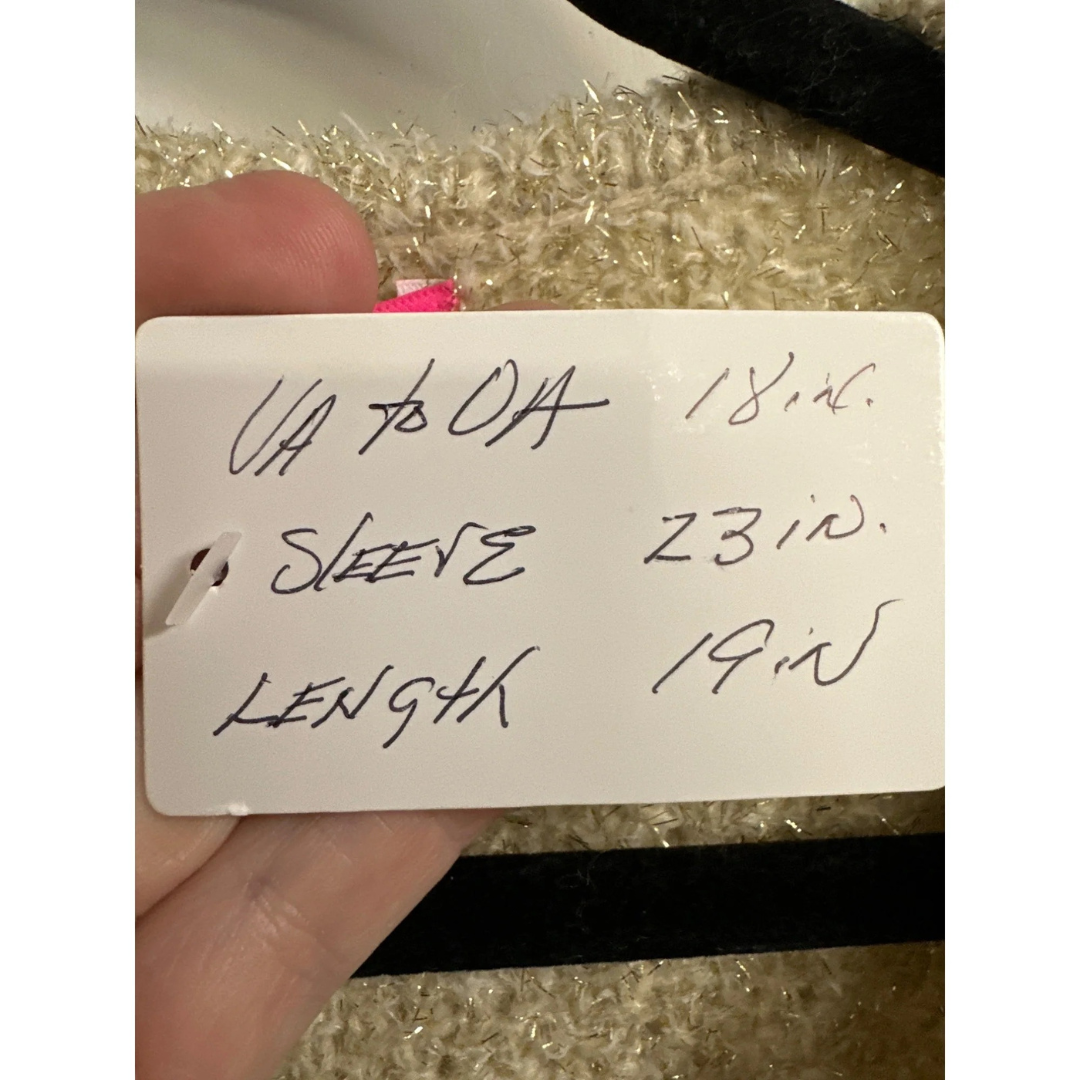 UA to UA 18 in.
SLEEVE 23 iN.
LENgth 19 iN